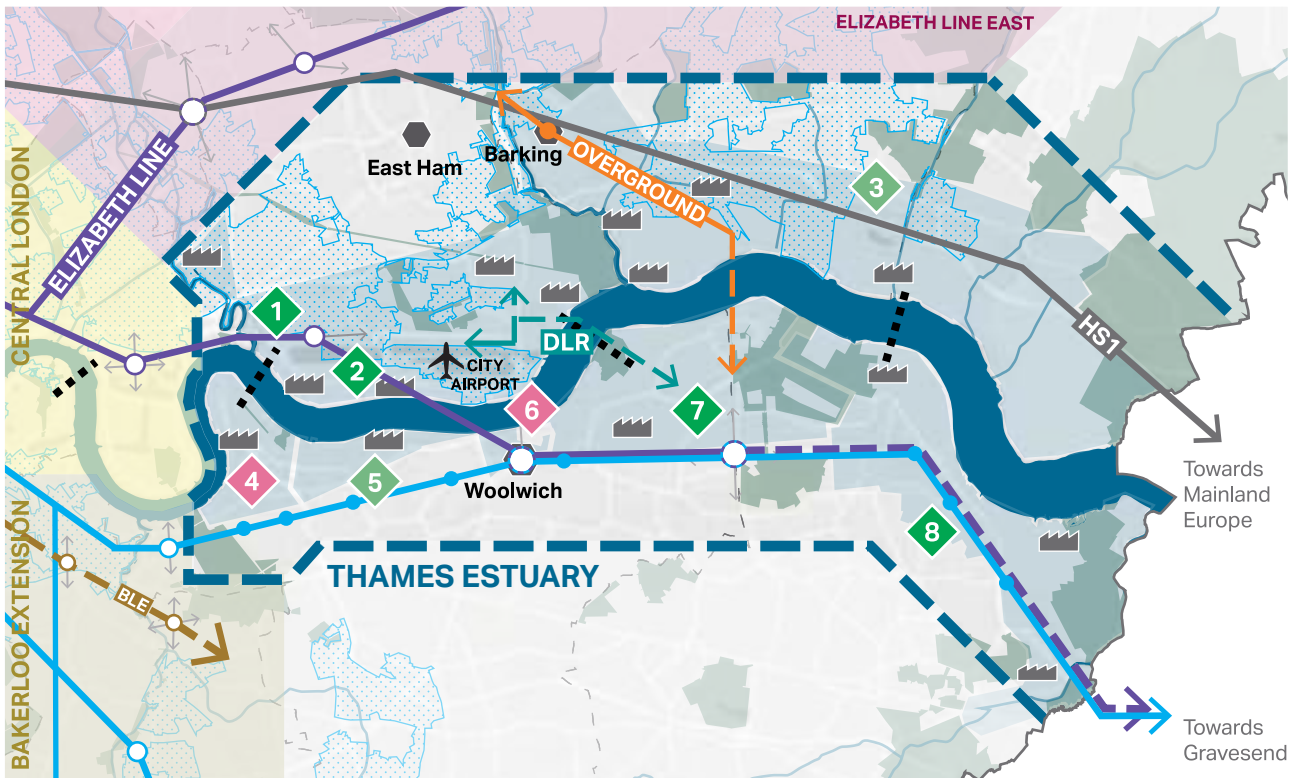 ELIZABETH LINE EAST
CENTRAL LONDON
ELIZABETH LINE
East Ham
Barking
OVERGROUND
3
1
2
DLR
CITY
AIRPORT
HS1
6
7
4
5
Woolwich
8
Towards
Mainland
Europe
THAMES ESTUARY
BAKERLOO EXTENSION
BLE
Towards
Gravesend